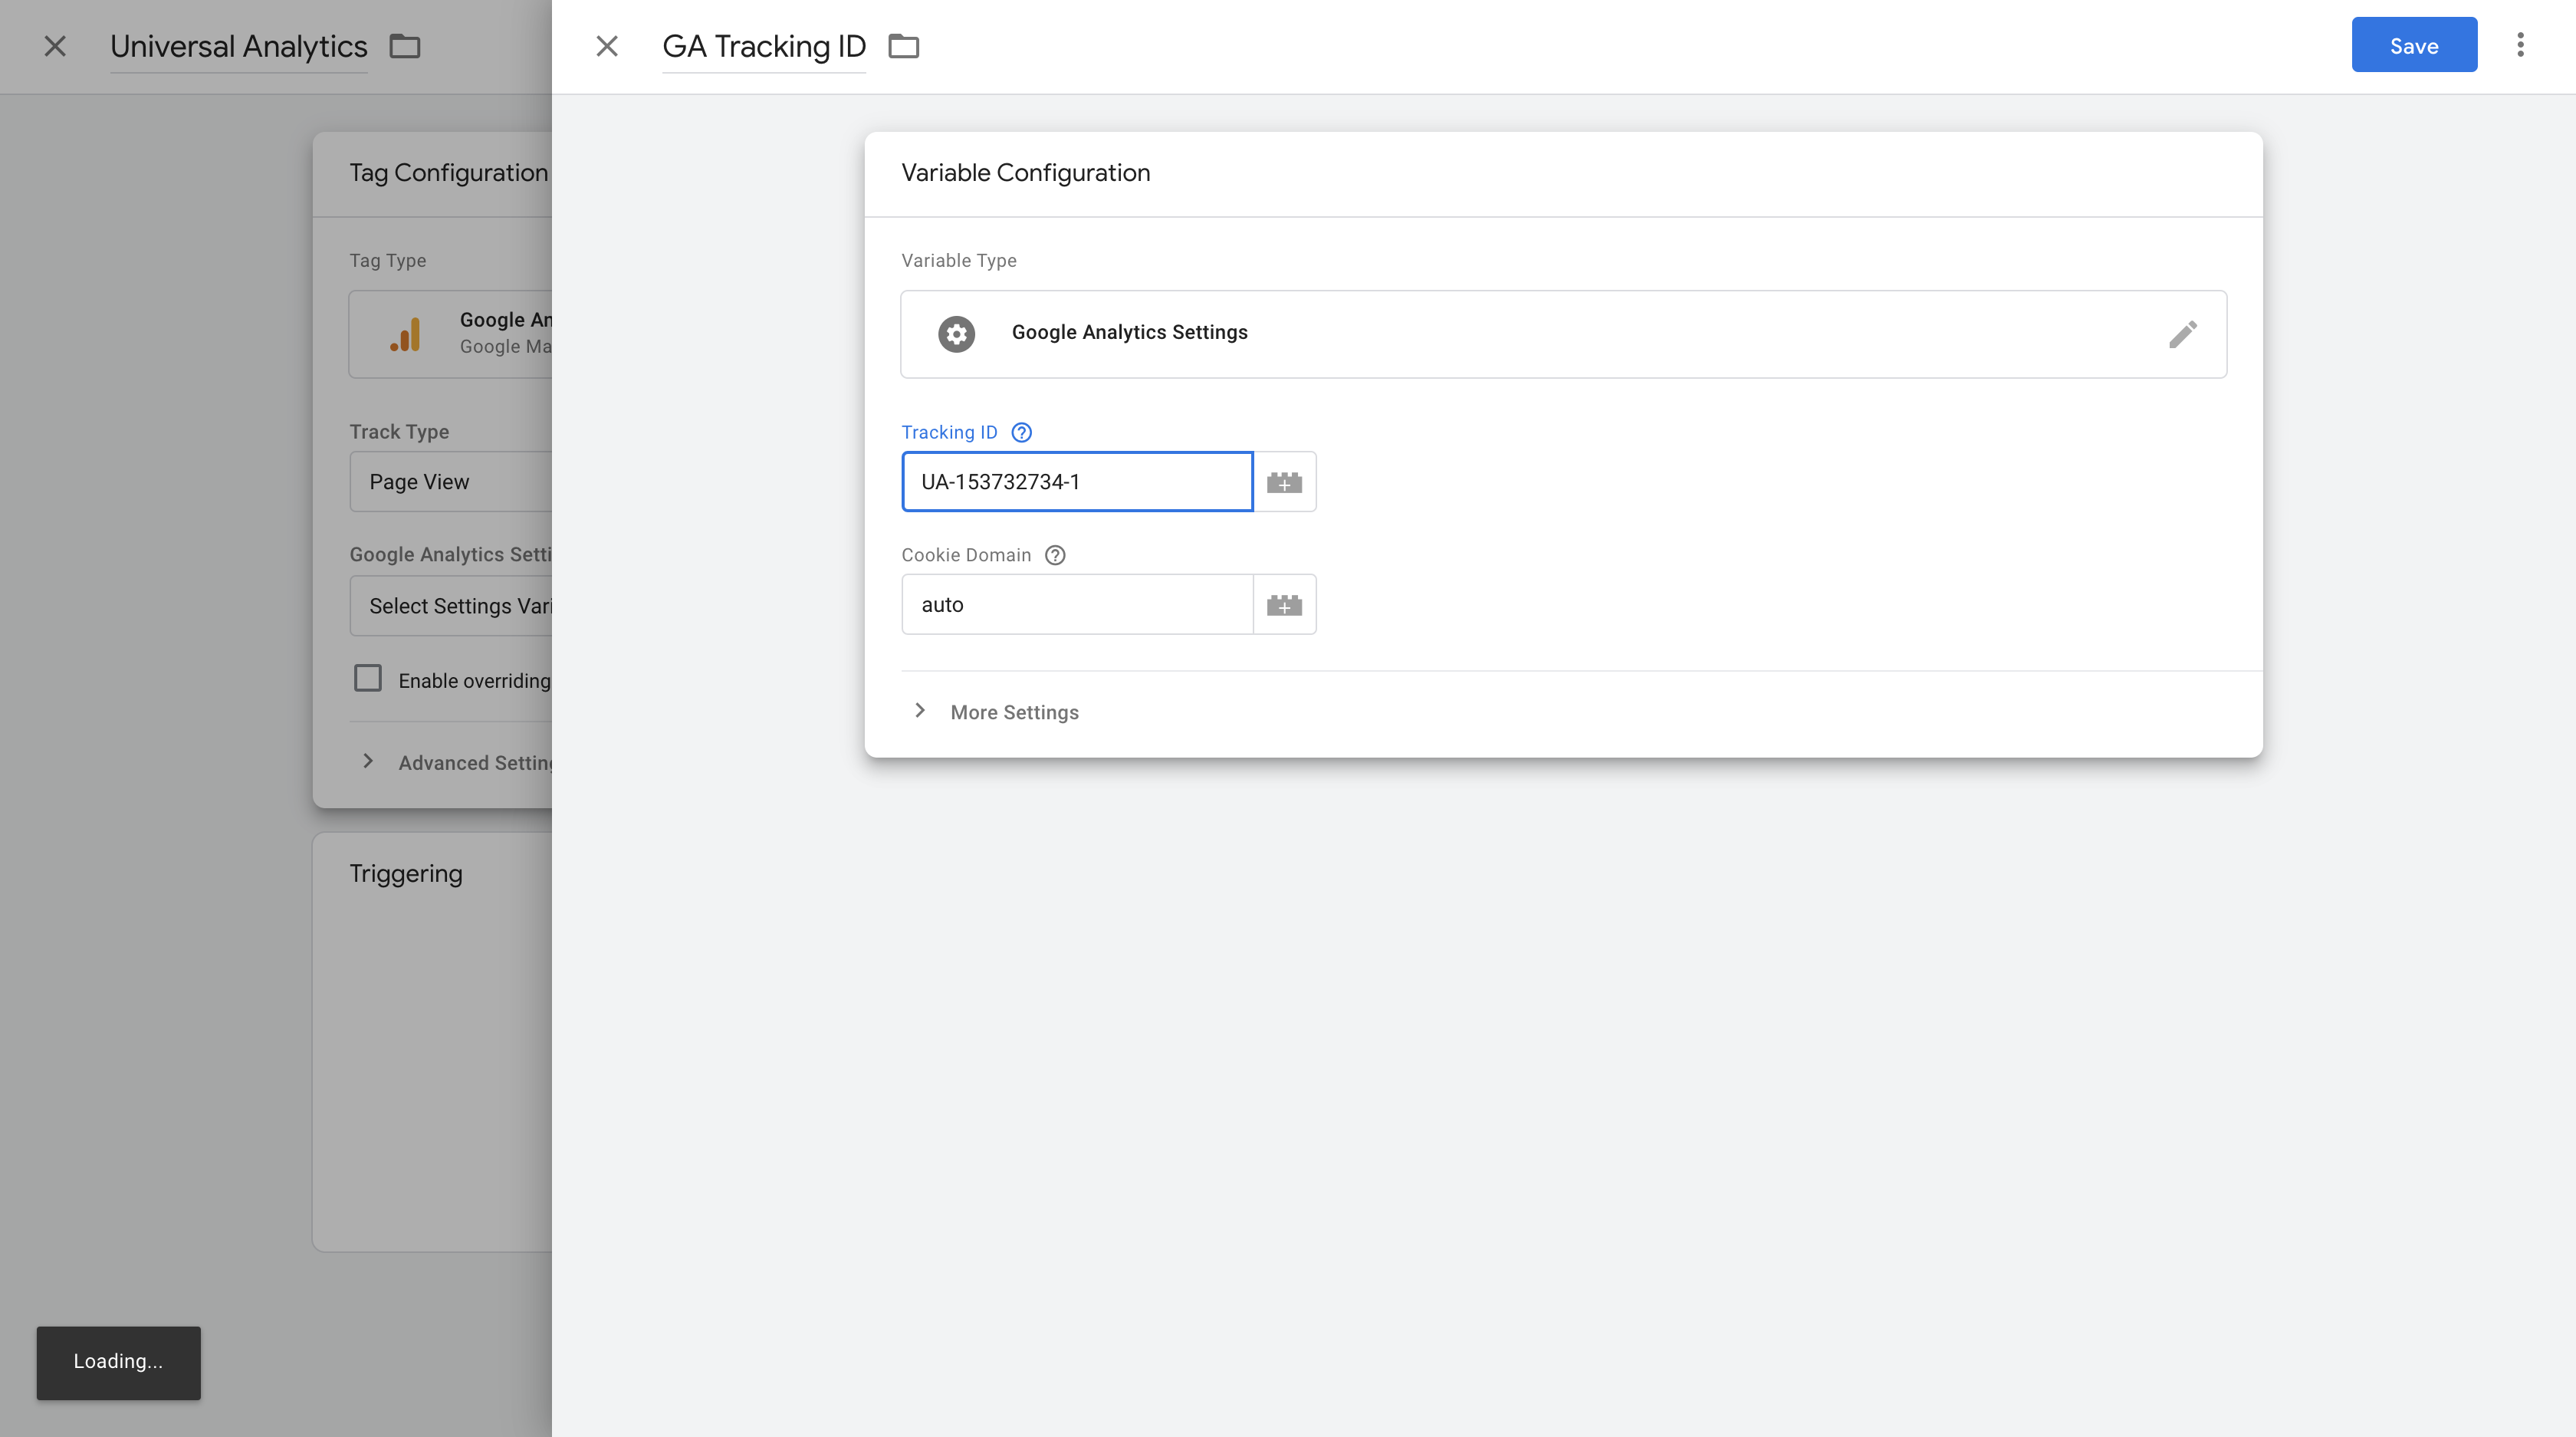 Universal Analytics
GA Tracking ID
Save
Tag Configuration
Tag Type
Google An
Google Ma
Track Type
Page View
Google Analytics Setti
Select Settings Vari
Enable overriding
Advanced Setting
Triggering
Loading...
Variable Configuration
Variable Type
Google Analytics Settings
Tracking ID
UA-153732734-1
Cookie Domain
auto
More Settings